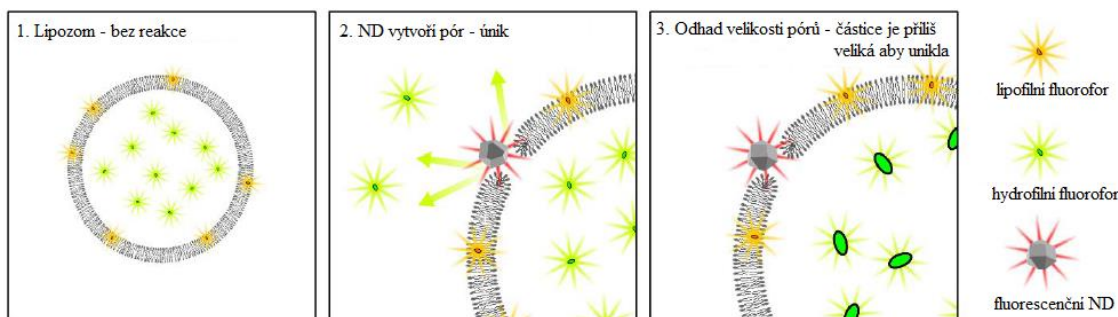 1. Lipozom - bez reakce
2. ND vytvoří pór - únik
3. Odhad velikosti pórů - částice je příliš
veliká aby unikla
lipofilni fluorofor
hydrofilni fluorofor
fluorescenčni ND